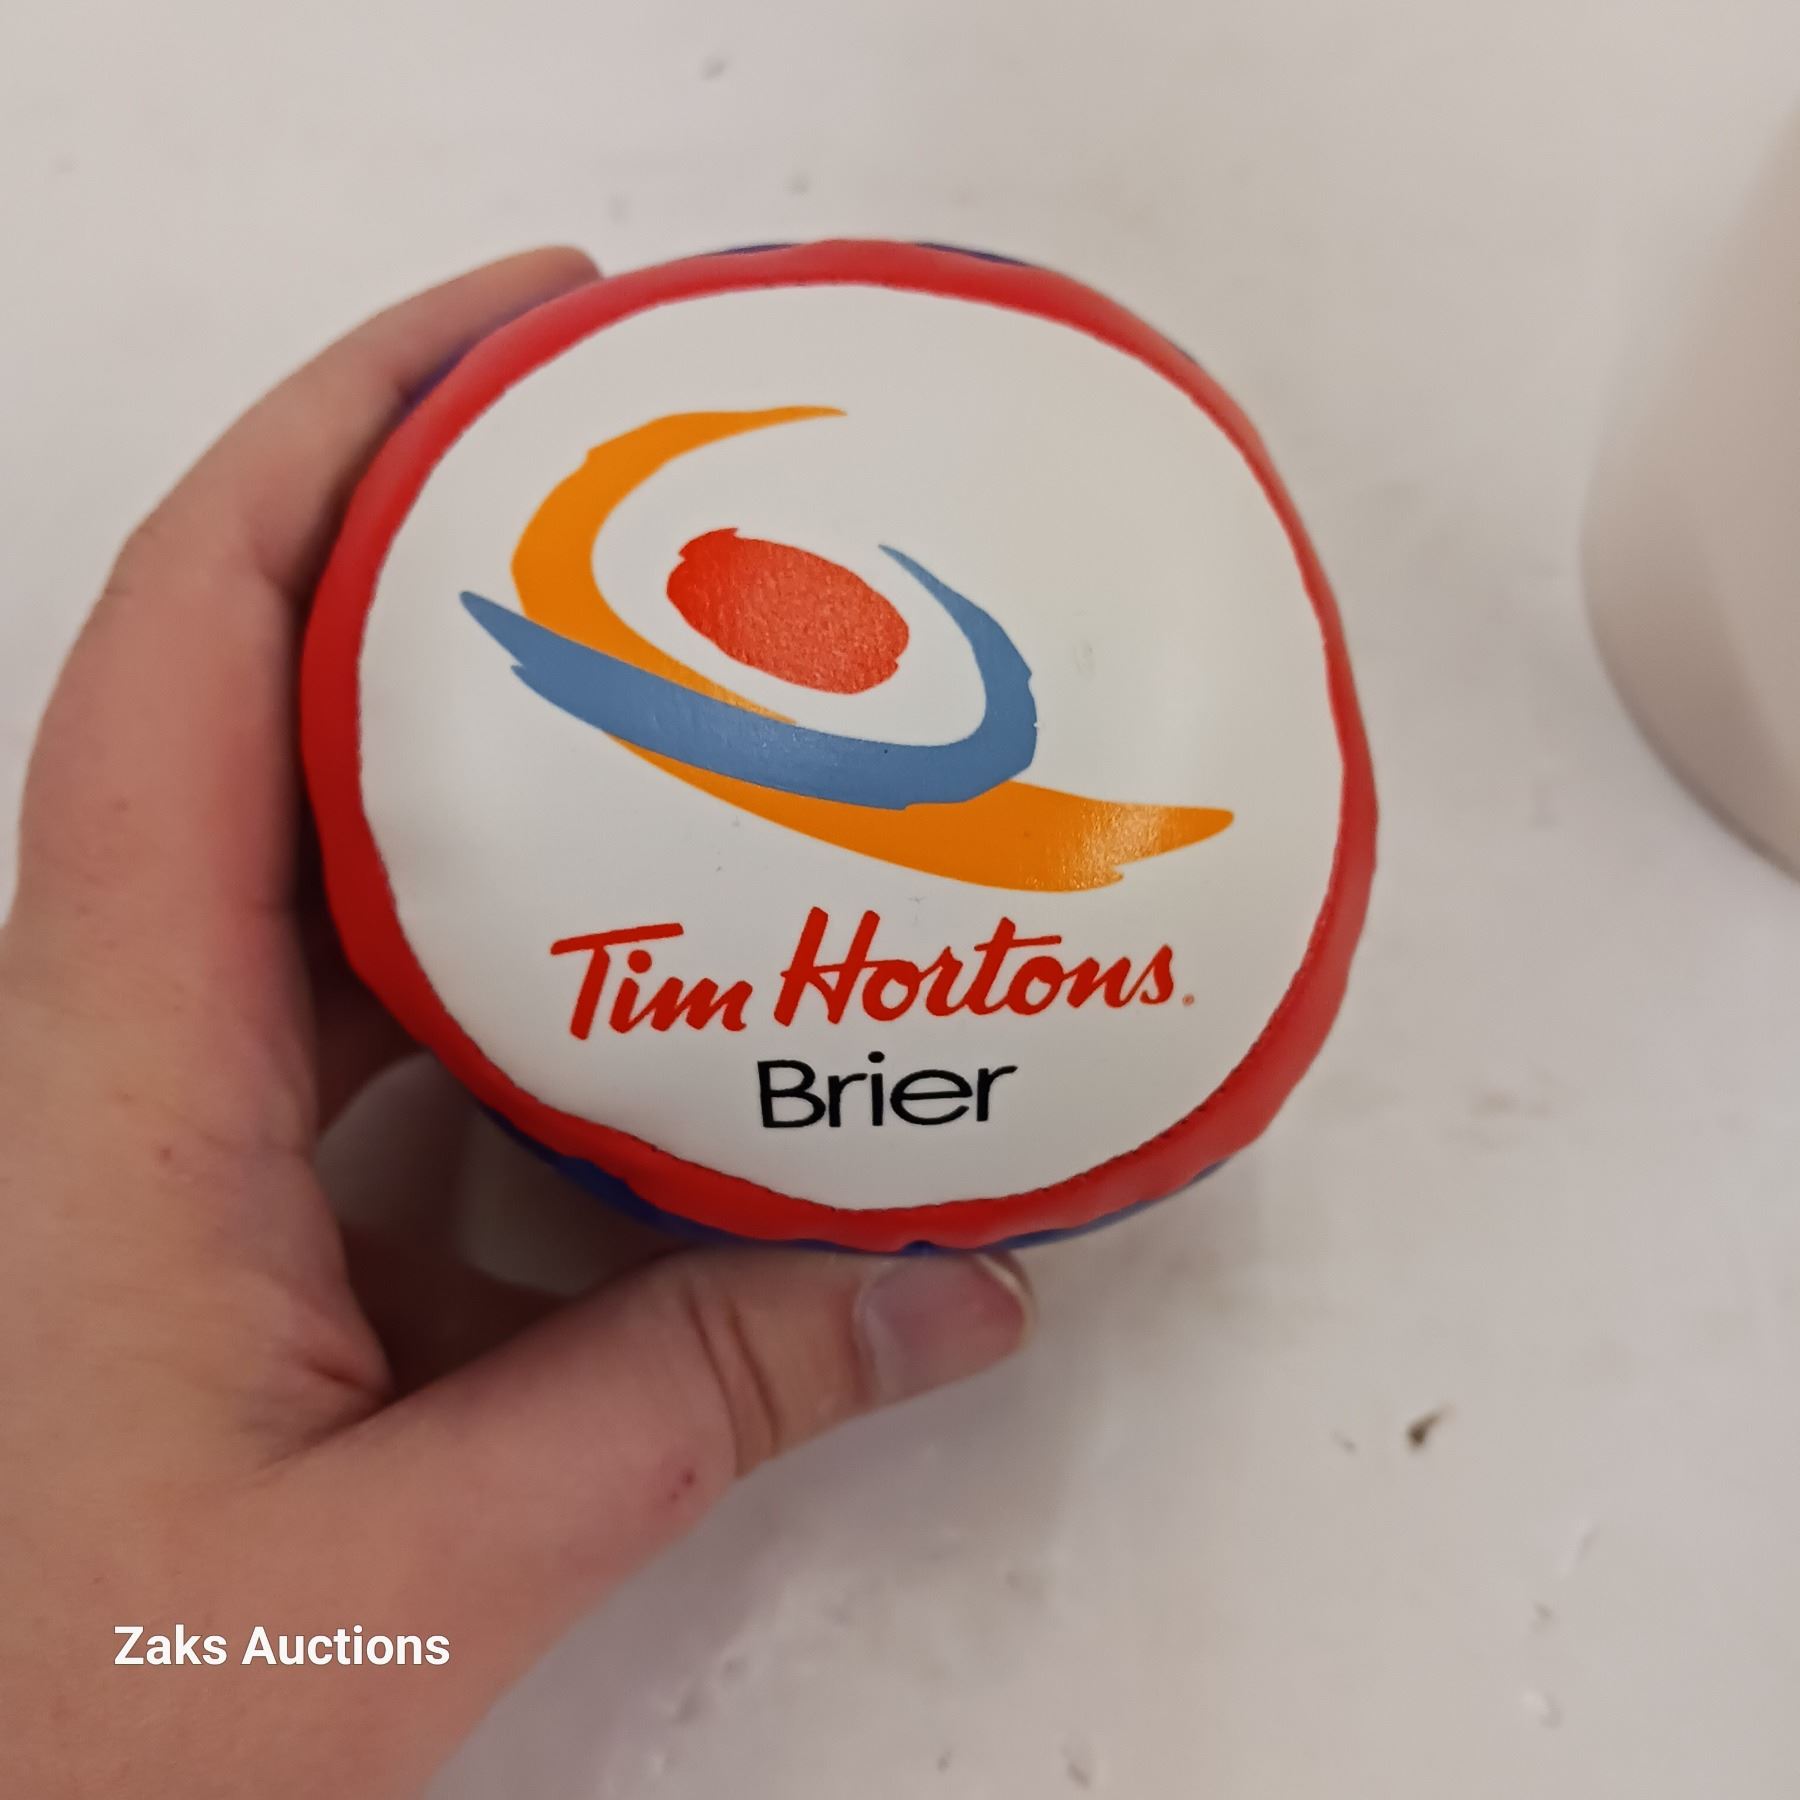 Tim Hortons.
Brier
Zaks Auctions